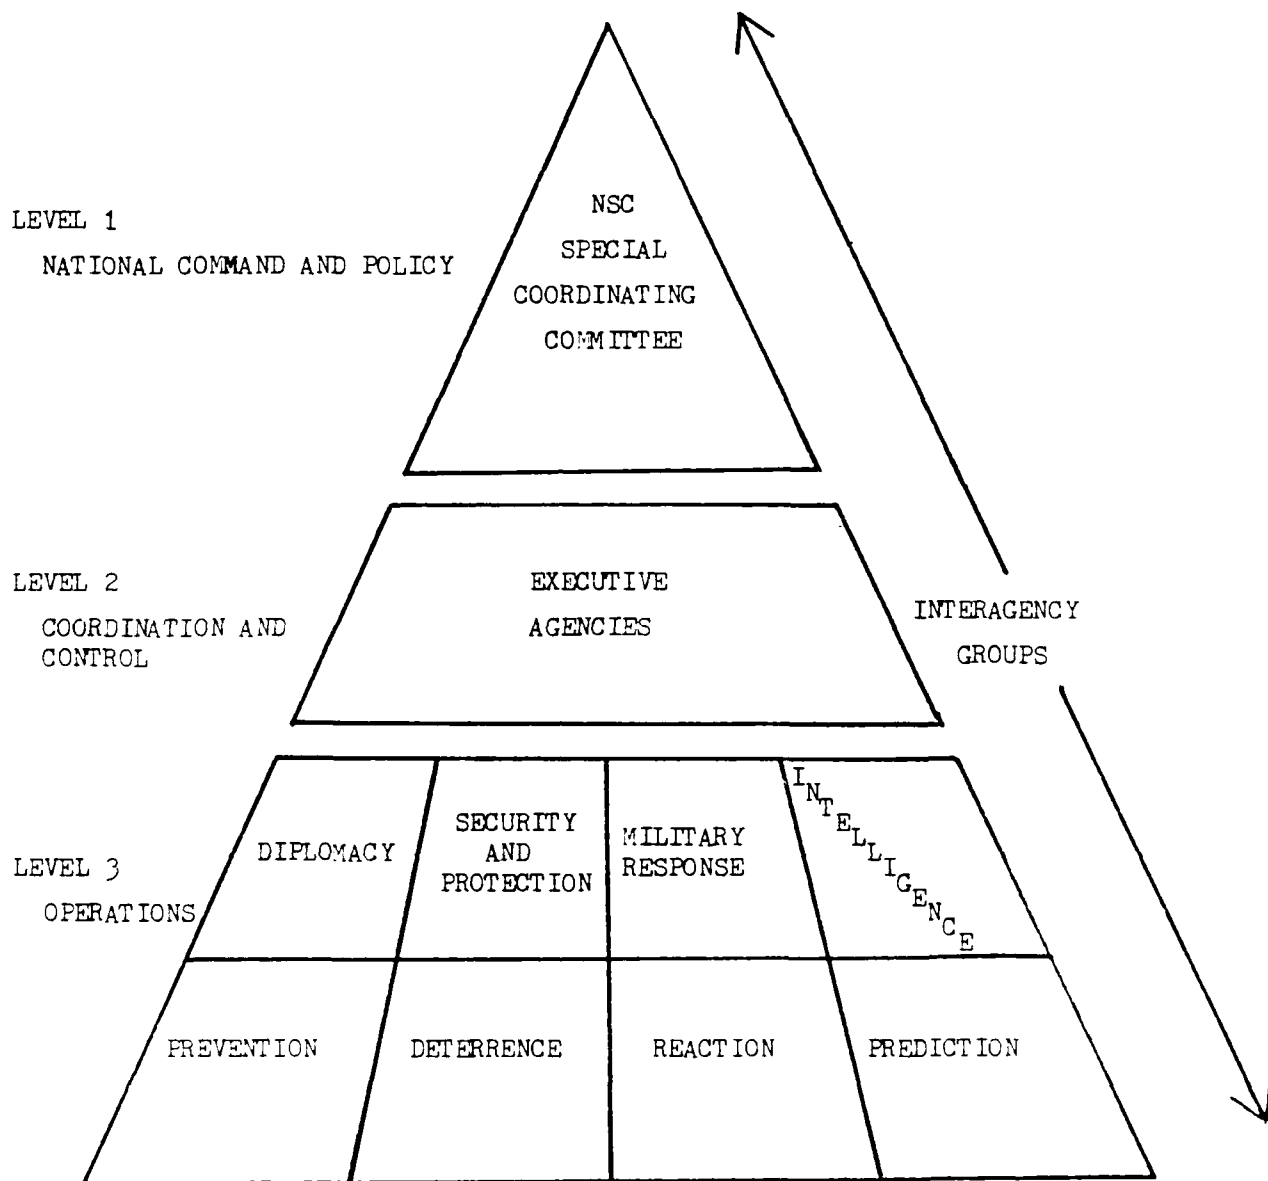 LEVEL 1
NATIONAL COMMAND AND POLICY
NSC
SPECIAL
COORDINATING
COMMITTEE
LEVEL 2
COORDINATION AND
CONTROL
EXECUTIVE
AGENCIES
INTERAGENCY
GROUPS
LEVEL 3
OPERATIONS
DIPLOMACY
SECURITY
AND
PROTECTION
MILITARY
RESPONSE
INTELLIGENCE
PREVENTION
DETERRENCE
REACTION
PREDICTION